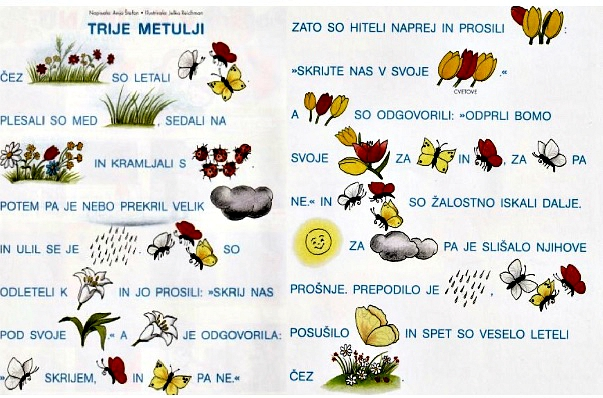 Napisala Anja Štefan • Ilustrirala Jelka Reichman
TRIJE METULJI
ČEZ SO LETALI
PLESALI SO MED , SEDALI NA
IN KRAMLJALI S
POTEM PA JE NEBO PREKRIL VELIK
IN ULIL SE JE . SO
ODLETELI K IN JO PROSILI: »SKRIJ NAS
POD SVOJE .« A JE ODGOVORILA:
» SKRIJEM, IN PA NE.«
ZATO SO HITELI NAPREJ IN PROSILI :
»SKRIJTE NAS V SVOJE .«
CVETOVE
A SO ODGOVORILI: »ODPRLI BOMO
SVOJE ZA IN , ZA PA
NE.« IN SO ŽALOSTNO ISKALI DALJE.
ZA PA JE SLIŠALO NJIHOVE
PROŠNJE. PREPODILO JE ,
POSUŠILO IN SPET SO VESELO LETELI
ČEZ .